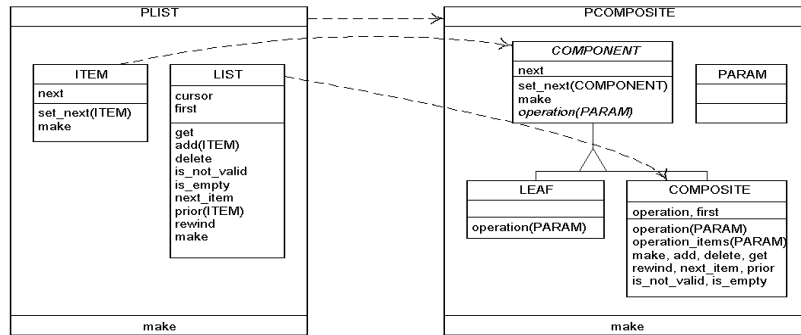 PLIST
ITEM
next
set_next(ITEM)
make
LIST
cursor
first
get
add(ITEM)
delete
is_not_valid
is_empty
next_item
prior(ITEM)
rewind
make
make
PCOMPOSITE
COMPONENT
next
set_next(COMPONENT)
make
operation(PARAM)
PARAM
LEAF
operation(PARAM)
COMPOSITE
operation, first
operation(PARAM)
operation_items(PARAM)
make, add, delete, get
rewind, next_item, prior
is_not_valid, is_empty
make